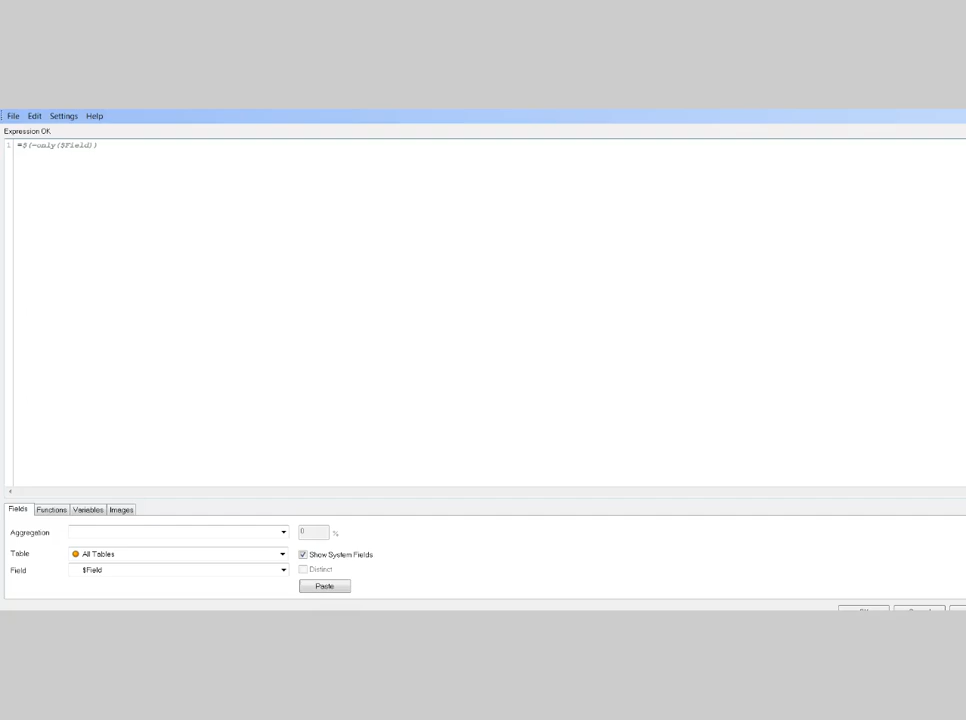 File Edit Settings Help
Expression OK
1 =$(=only($Field))
Fields Functions Variables Images
Aggregation 0 %
Table All Tables Show System Fields
Distinct
Field $Field
Paste